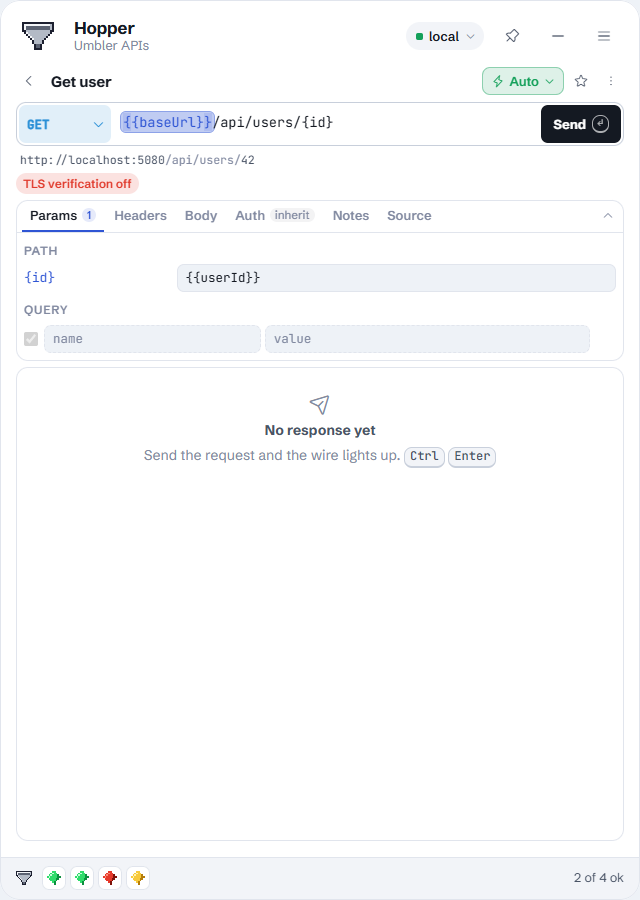 Hopper
Umbler APIs
local
Get user
Auto
GET
{{baseUrl}}/api/users/{id}
Send
http://localhost:5080/api/users/42
TLS verification off
Params 1 Headers Body Auth inherit Notes Source
PATH
{id} {{userId}}
QUERY
name value
No response yet
Send the request and the wire lights up. Ctrl Enter
2 of 4 ok